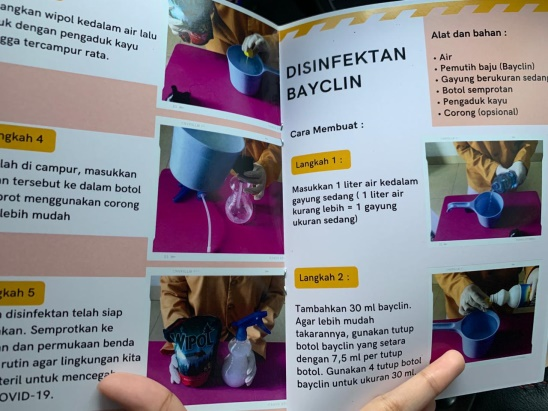 angkan wipol kedalam air lalu
uk dengan pengaduk kayu
gga tercampur rata.
ngkah 4
lah di campur, masukkan
an tersebut ke dalam botol
prot menggunakan corong
lebih mudah
gkah 5
disinfektan telah siap
akan. Semprotkan ke
an dan permukaan benda
rutin agar lingkungan kita
teril untuk mencegah
OVID-19.
WIPOL
DISINFEKTAN
BAYCLIN
Cara Membuat :
Langkah 1 :
Masukkan 1 liter air kedalam
gayung sedang ( 1 liter air
kurang lebih = 1 gayung
ukuran sedang)
Langkah 2 :
Tambahkan 30 ml bayclin.
Agar lebih mudah
takarannya, gunakan tutup
botol bayclin yang setara
dengan 7,5 ml per tutup
botol. Gunakan 4 tutup botol
bayclin untuk ukuran 30 ml.
Alat dan bahan :
• Air
• Pemutih baju (Bayclin)
• Gayung berukuran sedang
• Botol semprotan
• Pengaduk kayu
• Corong (opsional)